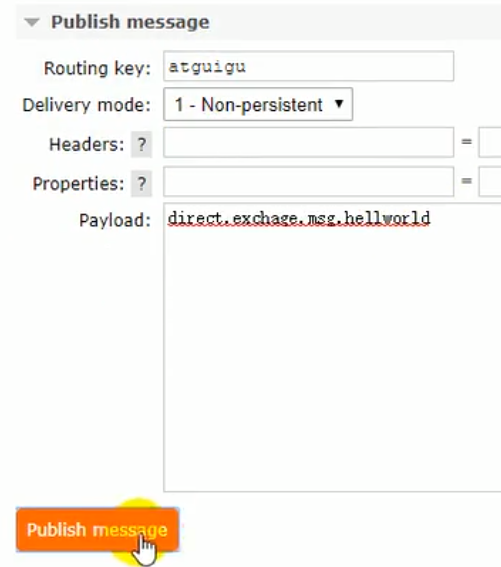 Publish message
Routing key: atguigu
Delivery mode: 1 - Non-persistent
Headers: ? =
Properties: ? =
Payload: direct.exchage.msg.hellworld
Publish message